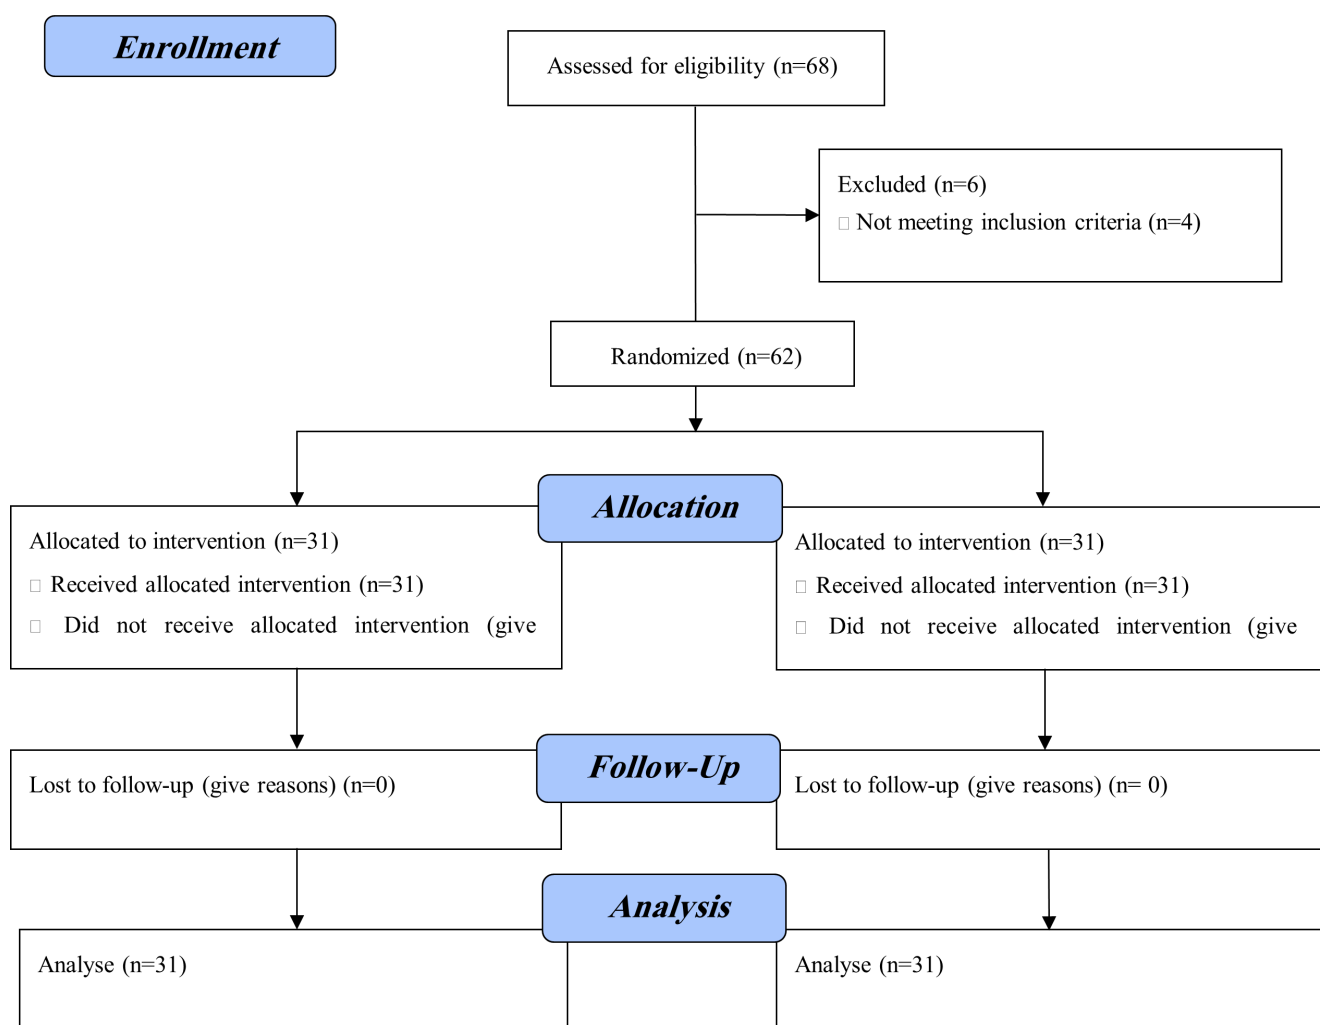 Enrollment
Assessed for eligibility (n=68)
Excluded (n=6)
Not meeting inclusion criteria (n=4)
Randomized (n=62)
Allocation
Allocated to intervention (n=31)
Received allocated intervention (n=31)
Did not receive allocated intervention (give
Allocated to intervention (n=31)
Received allocated intervention (n=31)
Did not receive allocated intervention (give
Follow-Up
Lost to follow-up (give reasons) (n=0)
Lost to follow-up (give reasons) (n= 0)
Analysis
Analyse (n=31)
Analyse (n=31)